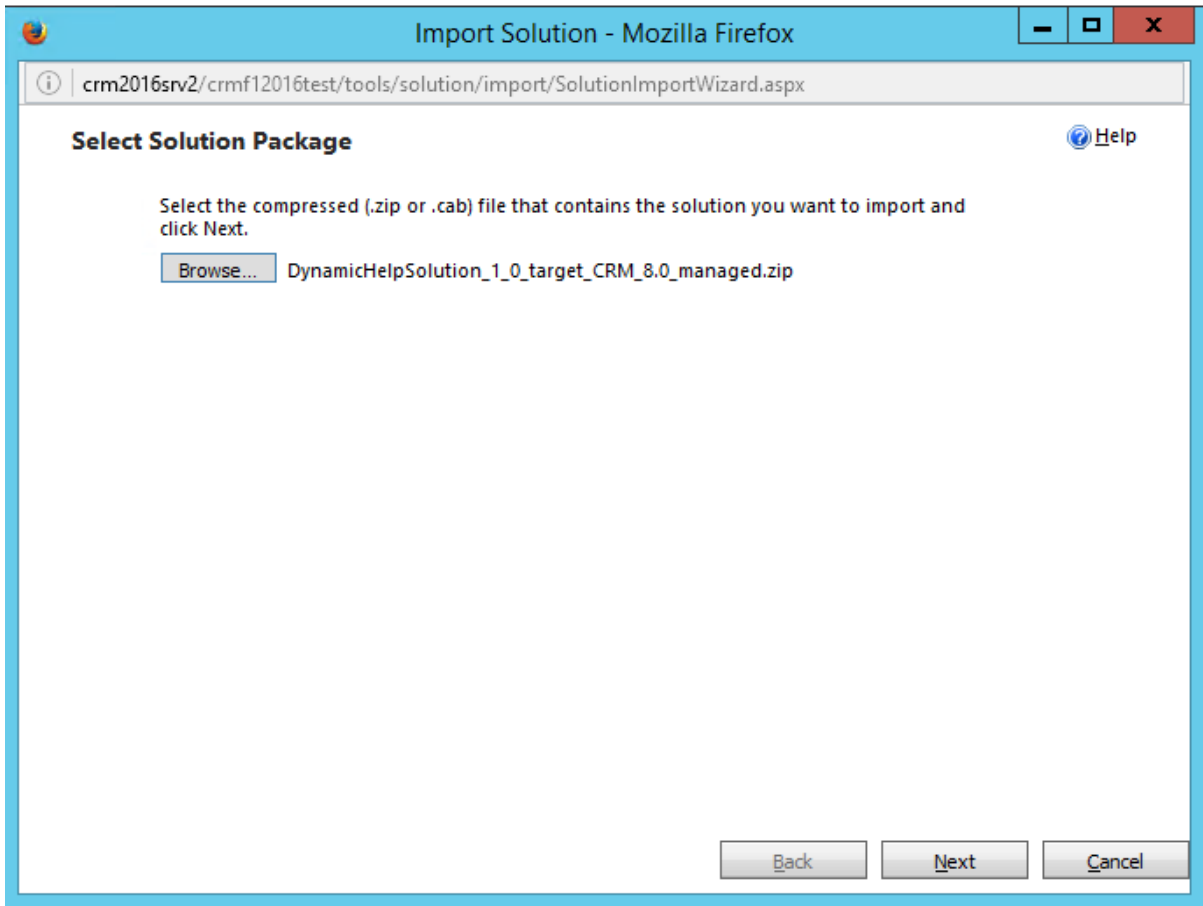 Import Solution - Mozilla Firefox
crm2016srv2/crmf12016test/tools/solution/import/SolutionImportWizard.aspx
Select Solution Package
Help
Select the compressed (.zip or .cab) file that contains the solution you want to import and
click Next.
Browse... DynamicHelpSolution_1_0_target_CRM_8.0_managed.zip
Back Next Cancel